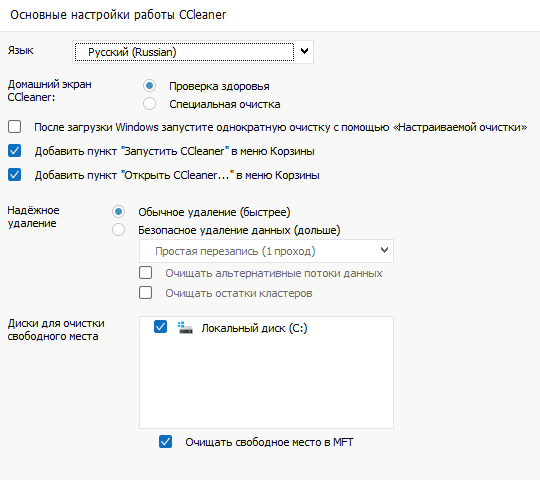 Основные настройки работы CCleaner
Язык
Русский (Russian)
Домашний экран
CCleaner:
Проверка здоровья
Специальная очистка
После загрузки Windows запустите однократную очистку с помощью «Настраиваемой очистки»
Добавить пункт "Запустить CCleaner" в меню Корзины
Добавить пункт "Открыть CCleaner..." в меню Корзины
Надёжное
удаление
Обычное удаление (быстрее)
Безопасное удаление данных (дольше)
Простая перезапись (1 проход)
Очищать альтернативные потоки данных
Очищать остатки кластеров
Диски для очистки
свободного места
Локальный диск (C:)
Очищать свободное место в MFT